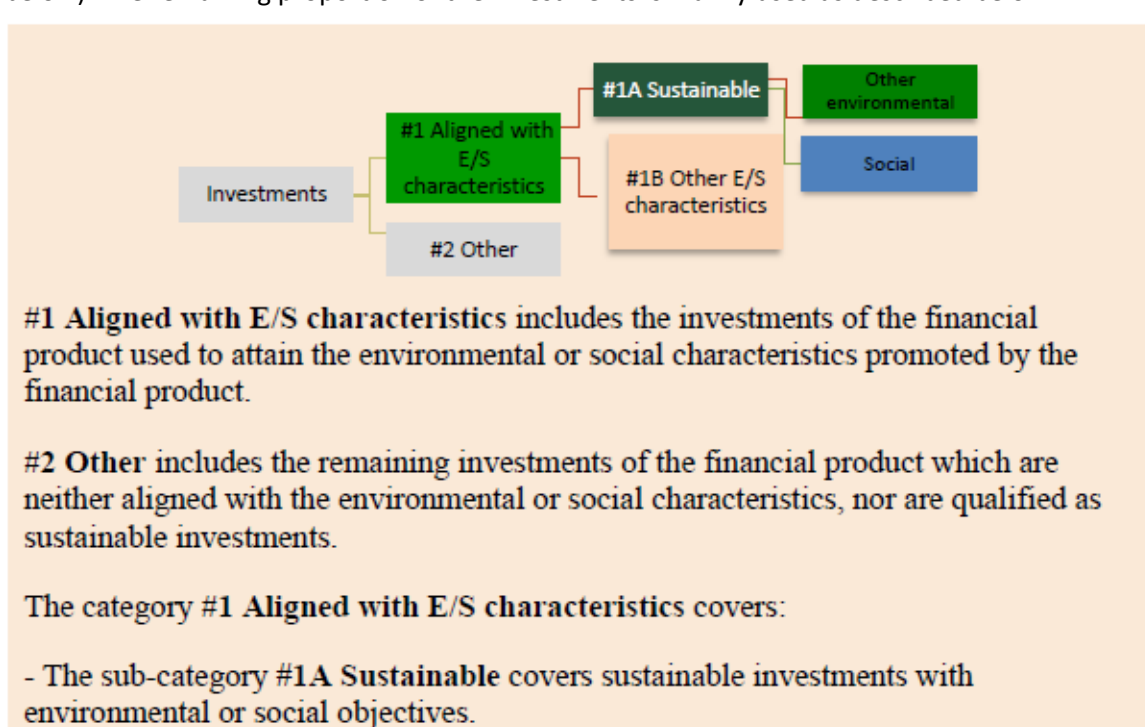 #1A Sustainable
Other
environmental
#1 Aligned with
E/S
characteristics
Social
#1B Other E/S
characteristics
Investments
#2 Other
#1 Aligned with E/S characteristics includes the investments of the financial
product used to attain the environmental or social characteristics promoted by the
financial product.
#2 Other includes the remaining investments of the financial product which are
neither aligned with the environmental or social characteristics, nor are qualified as
sustainable investments.
The category #1 Aligned with E/S characteristics covers:
- The sub-category #1A Sustainable covers sustainable investments with
environmental or social objectives.